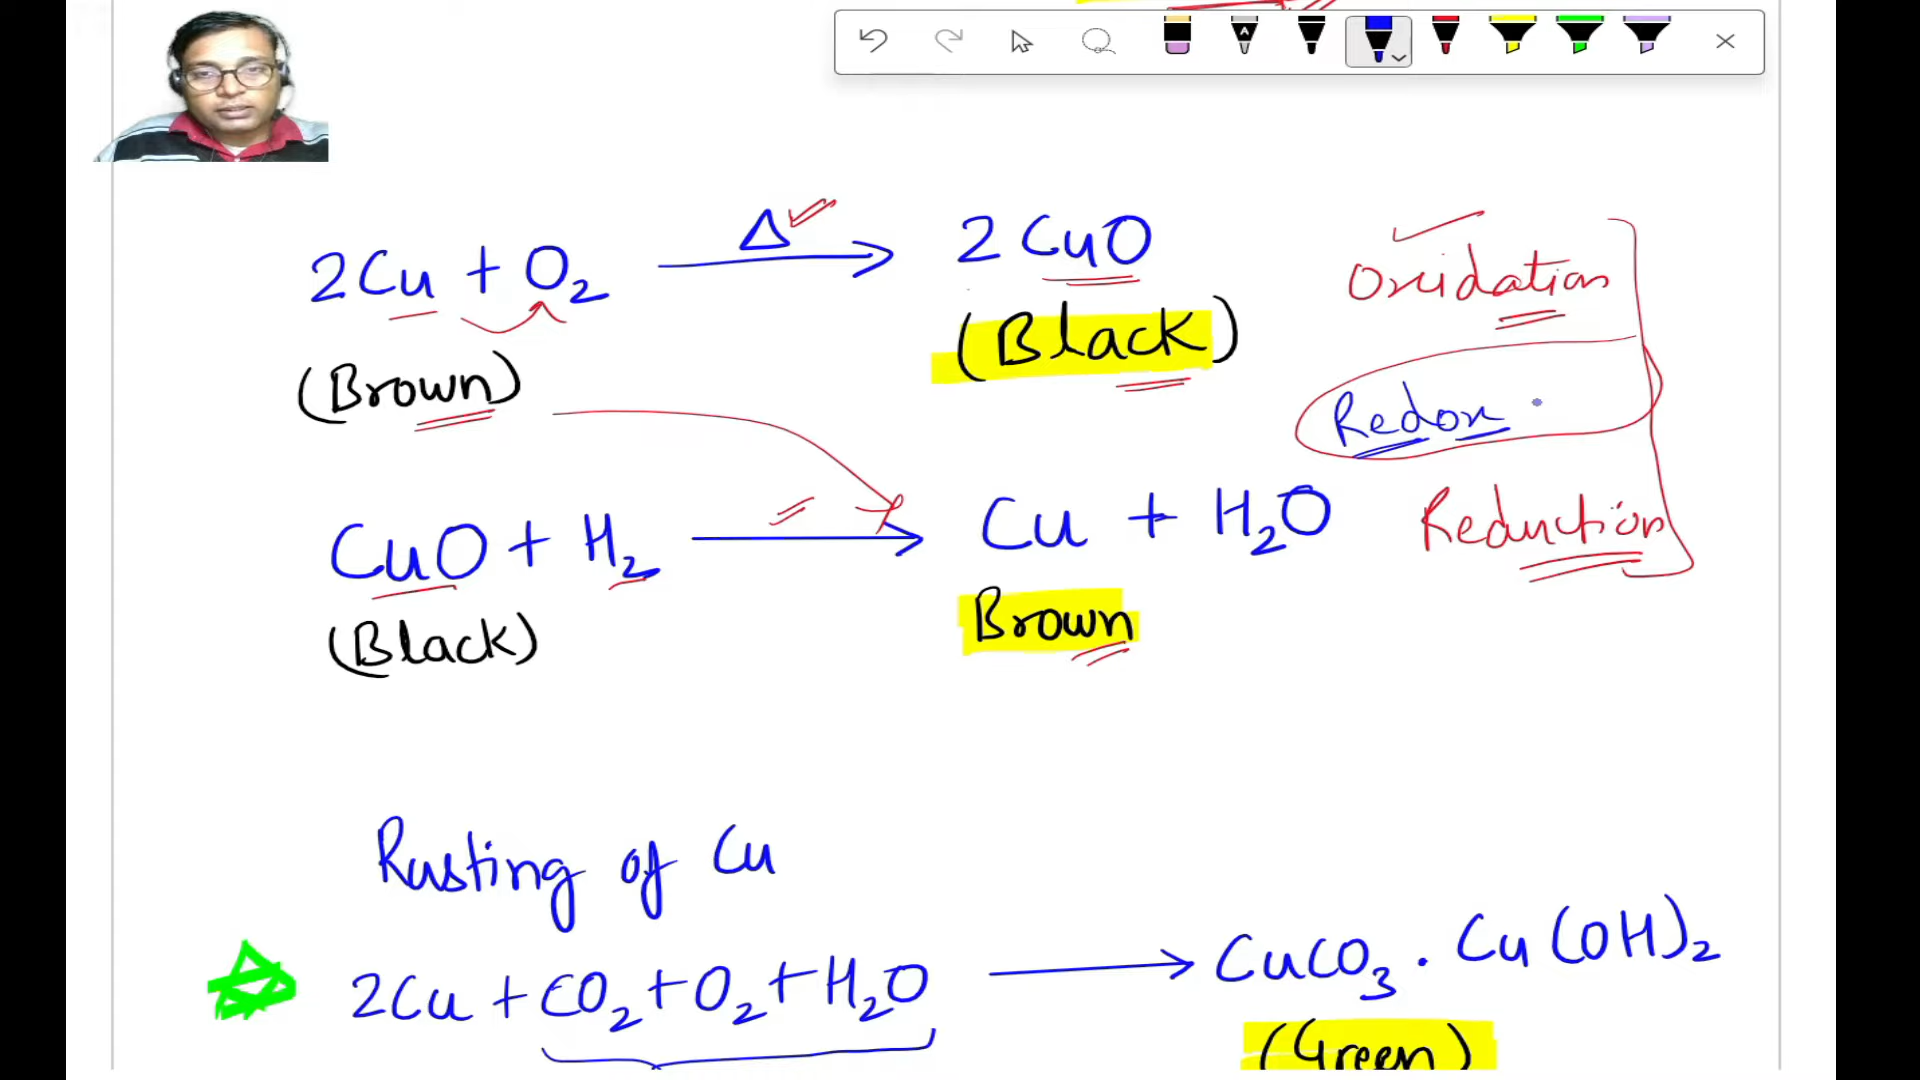 2Cu + O₂ —Δ→ 2CuO Oxidation
(Brown) (Black)
Redox
CuO + H₂ → Cu + H₂O Reduction
(Black) Brown
Rusting of Cu
2Cu + CO₂ + O₂ + H₂O → CuCO₃ · Cu(OH)₂
(Green)